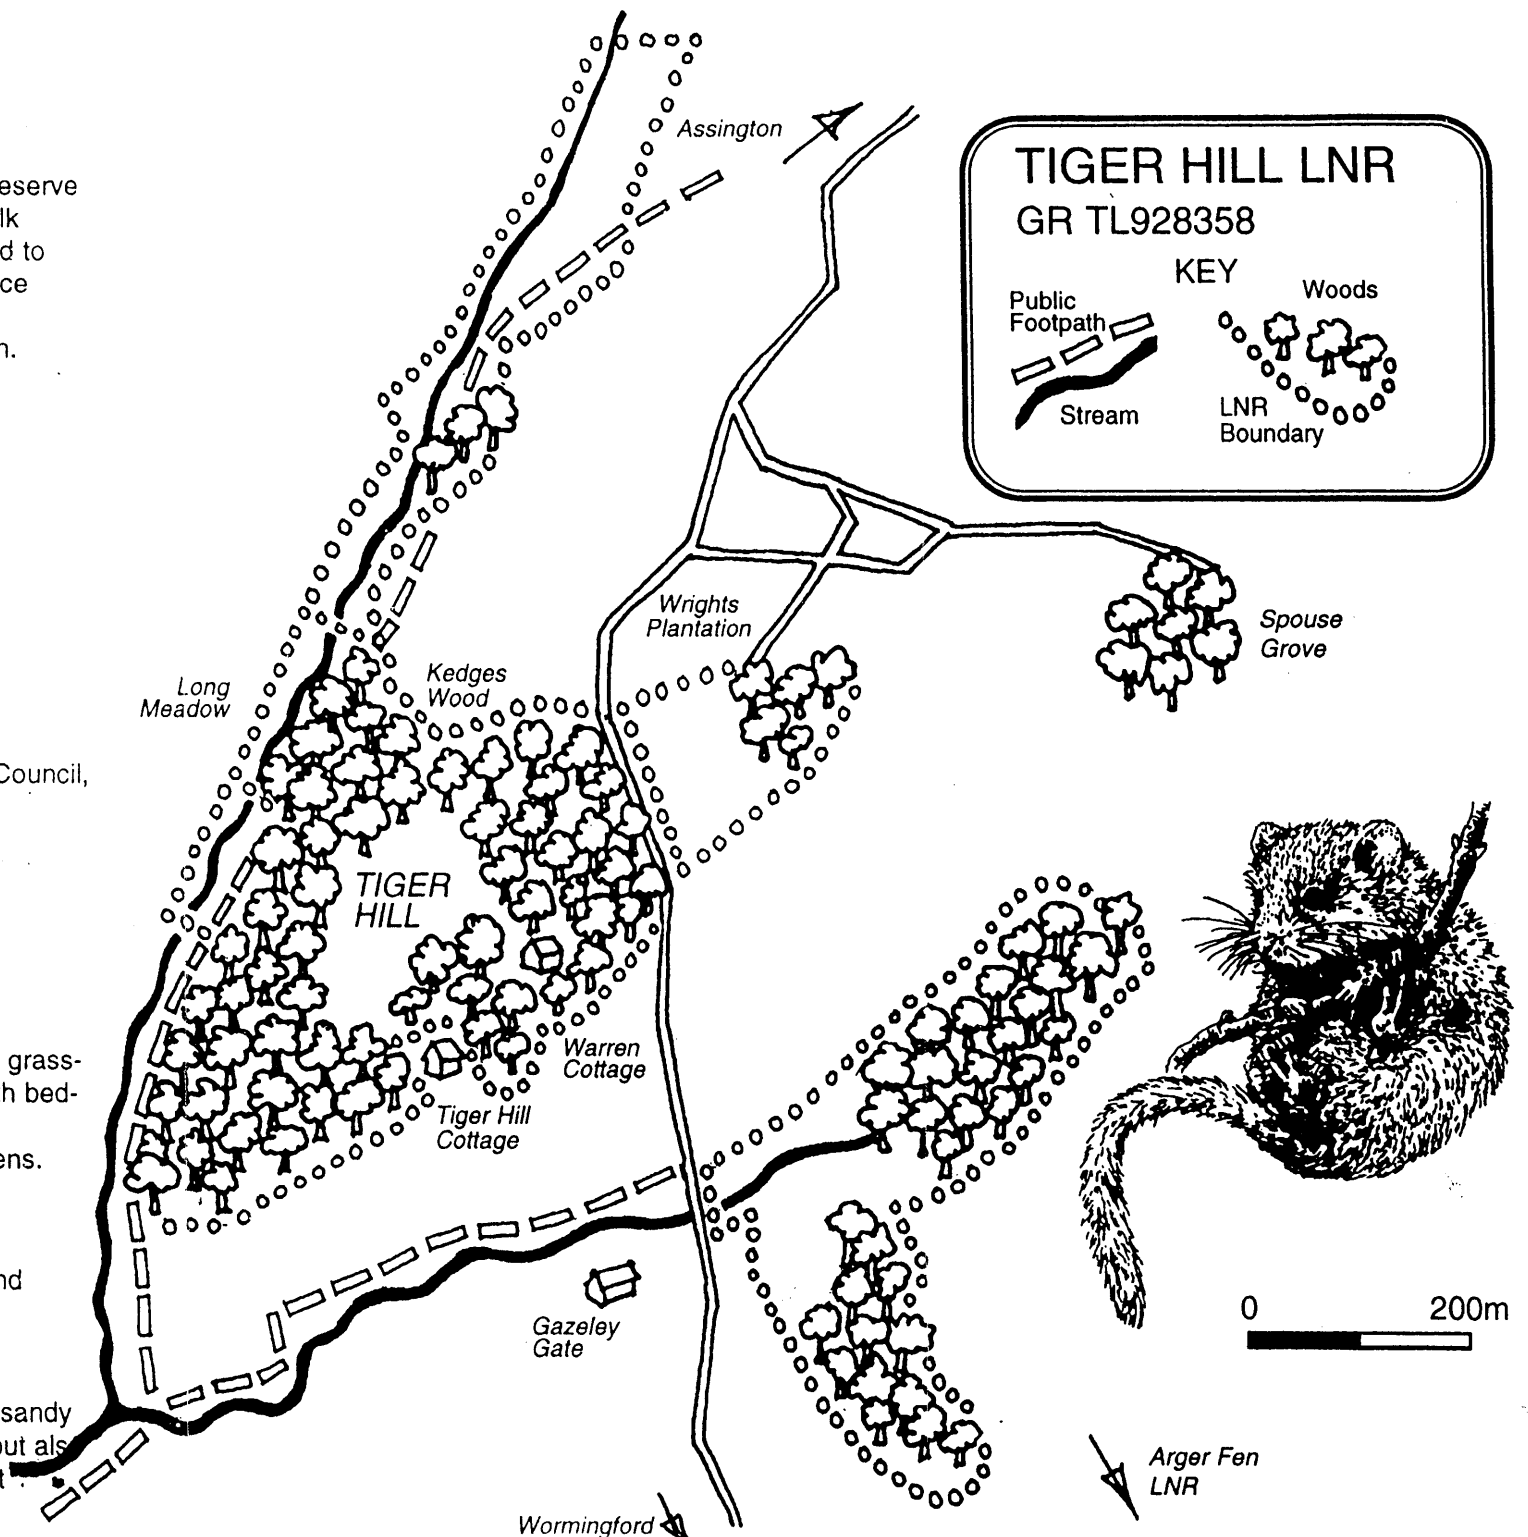 eserve
lk
d to
ce
n.
Council,
grass-
h bed-
ens.
nd
sandy
out als
t
Assington
TIGER HILL LNR
GR TL928358
KEY
Public
Footpath
Woods
Stream
LNR
Boundary
Wrights
Plantation
Spouse
Grove
Long
Meadow
Kedges
Wood
TIGER
HILL
Warren
Cottage
Tiger Hill
Cottage
Gazeley
Gate
0 200m
Arger Fen
LNR
Wormingford